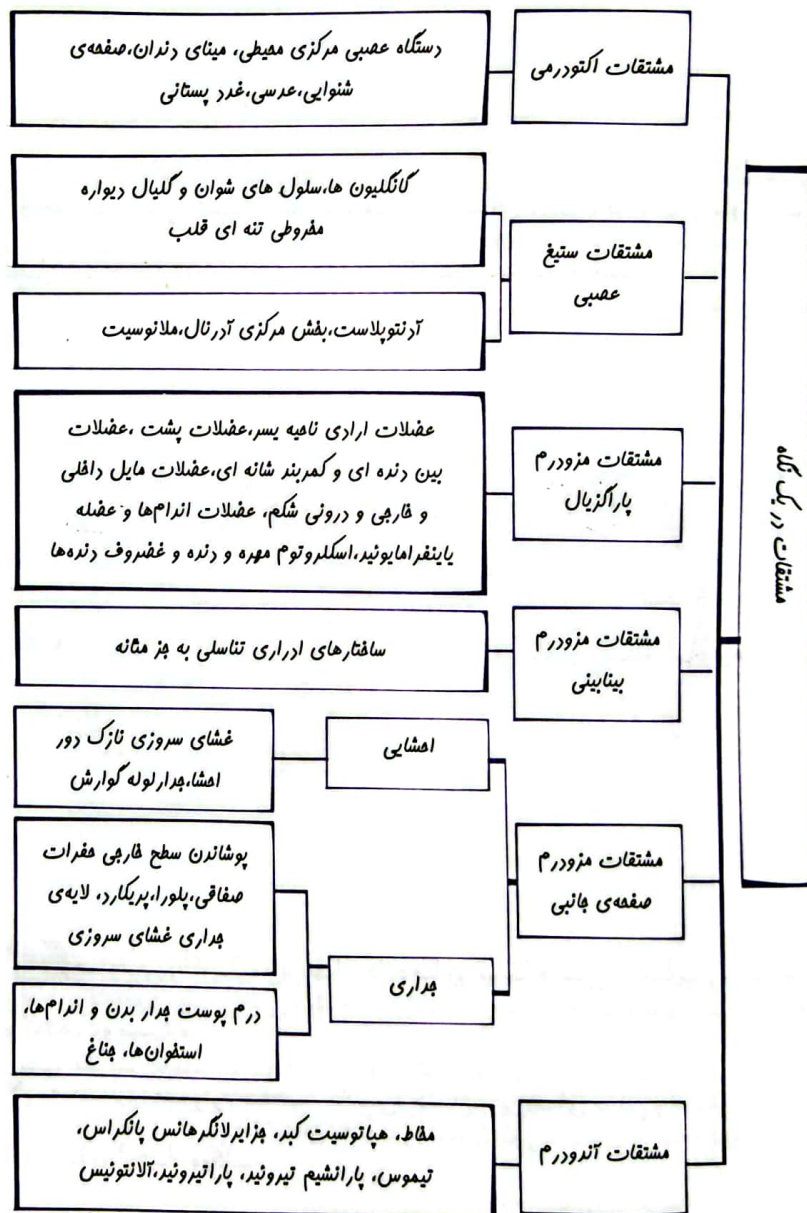 مشتقات در یک نگاه
مشتقات اکتودرمی
دستگاه عصبی مرکزی محیطی، مینای دندان،صفحه‌ی
شنوایی،عدسی،غدد پستانی
مشتقات ستیغ
عصبی
گانگلیون ها،سلول های شوان و گلیال دیواره
مخروطی تنه ای قلب
آدنتوپلاست،بخش مرکزی آدرنال،ملانوسیت
مشتقات مزودرم
پاراگزیال
عضلات ارادی ناحیه یسر،عضلات پشت ،عضلات
بین دنده ای و کمربند شانه ای،عضلات مایل داخلی
و خارجی و درونی شکم، عضلات اندام‌ها و عضله
یاینفراهایوئید،اسکلروتوم مهره و دنده و غضروف دنده‌ها
مشتقات مزودرم
بینابینی
ساختارهای ادراری تناسلی به جز مثانه
مشتقات مزودرم
صفحه‌ی جانبی
احشایی
غشای سروزی نازک دور
احشا،جدار لوله گوارش
جداری
پوشاندن سطح خارجی حفرات
صفاقی،پلورا،پریکارد، لایه‌ی
جداری غشای سروزی
درم پوست جدار بدن و اندام‌ها،
استخوان‌ها، جناغ
مشتقات آندودرم
مخاط، هپاتوسیت کبد، جزایرلانگرهانس پانکراس،
تیموس، پارانشیم تیروئید، پاراتیروئید،آلانتوئیس